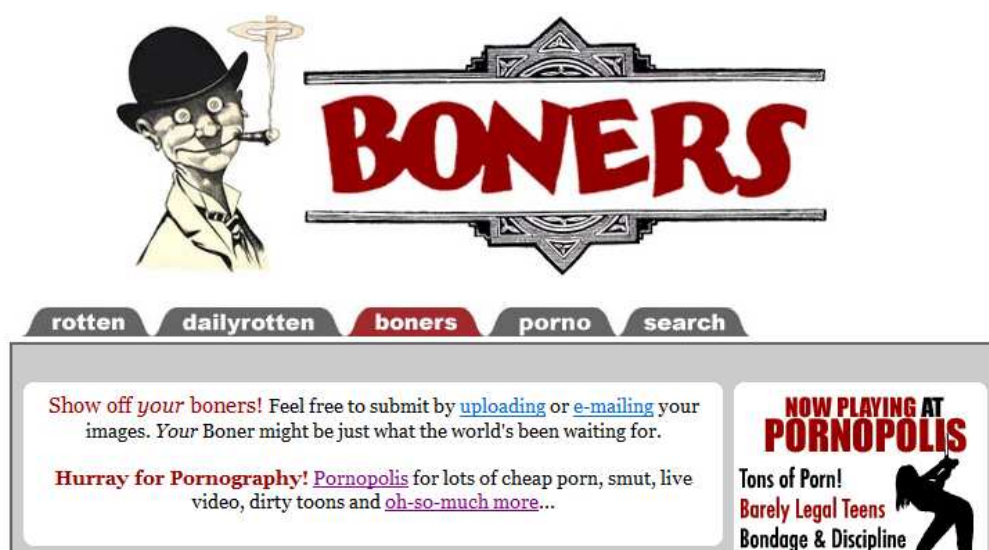 BONERS
rotten
dailyrotten
boners
porno
search
Show off your boners! Feel free to submit by uploading or e-mailing your
images. Your Boner might be just what the world's been waiting for.
Hurray for Pornography! Pornopolis for lots of cheap porn, smut, live
video, dirty toons and oh-so-much more...
NOW PLAYING AT
PORNOPOLIS
Tons of Porn!
Barely Legal Teens
Bondage & Discipline